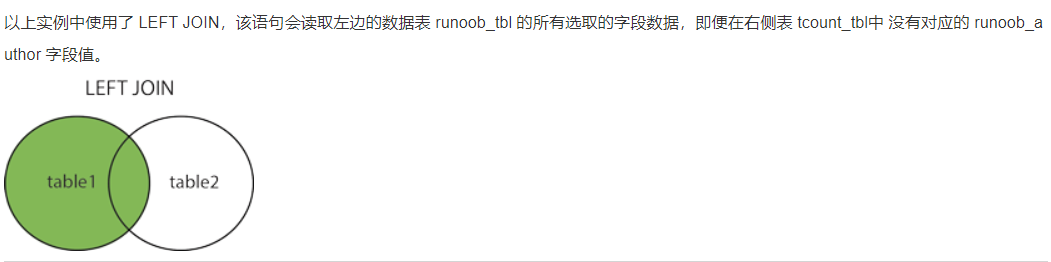 以上实例中使用了 LEFT JOIN，该语句会读取左边的数据表 runoob_tbl 的所有选取的字段数据，即便在右侧表 tcount_tbl中 没有对应的 runoob_a
uthor 字段值。
LEFT JOIN
table1 table2